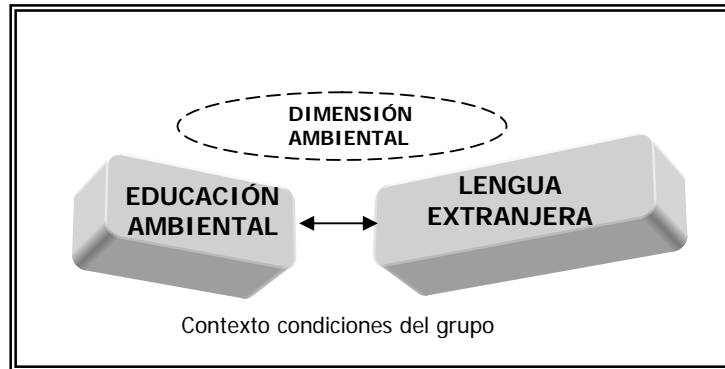 DIMENSIÓN
AMBIENTAL
EDUCACIÓN
AMBIENTAL
LENGUA
EXTRANJERA
Contexto condiciones del grupo